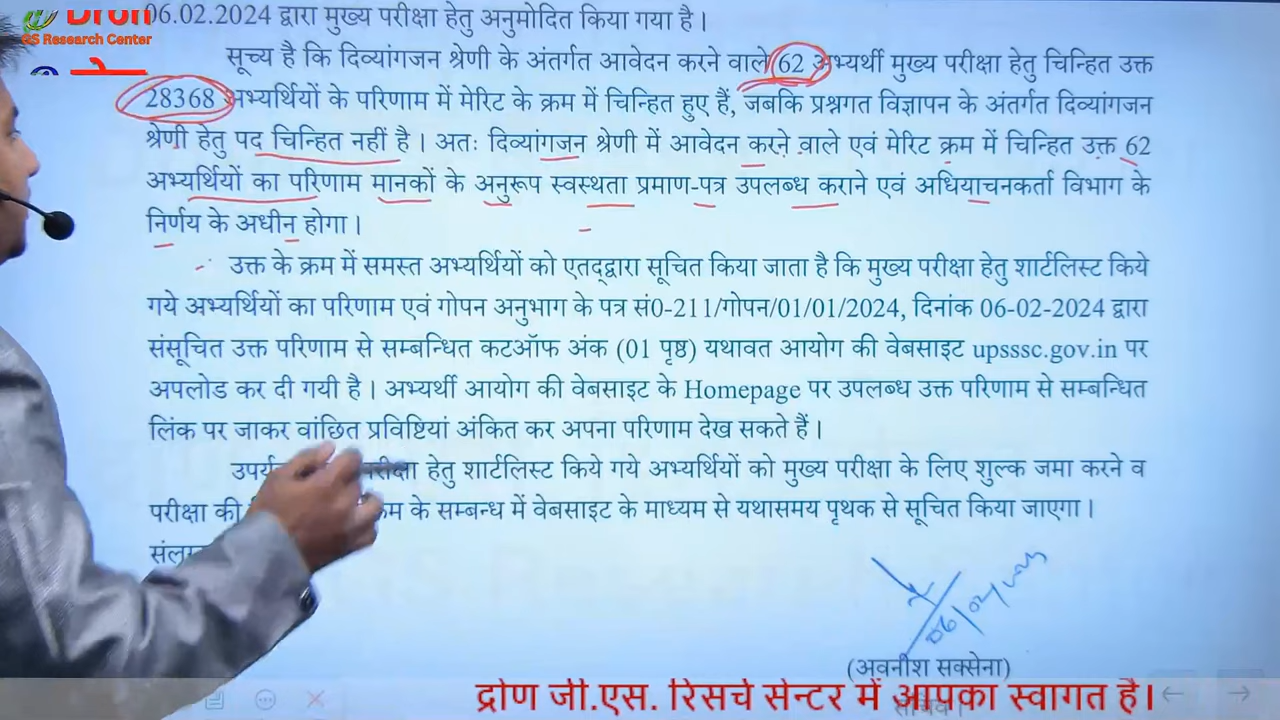 Dron
GS Research Center
06.02.2024 द्वारा मुख्य परीक्षा हेतु अनुमोदित किया गया है।
सूच्य है कि दिव्यांगजन श्रेणी के अंतर्गत आवेदन करने वाले 62 अभ्यर्थी मुख्य परीक्षा हेतु चिन्हित उक्त
28368 अभ्यर्थियों के परिणाम में मेरिट के क्रम में चिन्हित हुए हैं, जबकि प्रश्नगत विज्ञापन के अंतर्गत दिव्यांगजन
श्रेणी हेतु पद चिन्हित नहीं है। अतः दिव्यांगजन श्रेणी में आवेदन करने वाले एवं मेरिट क्रम में चिन्हित उक्त 62
अभ्यर्थियों का परिणाम मानकों के अनुरूप स्वस्थता प्रमाण-पत्र उपलब्ध कराने एवं अधियाचनकर्ता विभाग के
निर्णय के अधीन होगा।
उक्त के क्रम में समस्त अभ्यर्थियों को एतद्द्वारा सूचित किया जाता है कि मुख्य परीक्षा हेतु शार्टलिस्ट किये
गये अभ्यर्थियों का परिणाम एवं गोपन अनुभाग के पत्र सं0-211/गोपन/01/01/2024, दिनांक 06-02-2024 द्वारा
संसूचित उक्त परिणाम से सम्बन्धित कटऑफ अंक (01 पृष्ठ) यथावत आयोग की वेबसाइट upsssc.gov.in पर
अपलोड कर दी गयी है। अभ्यर्थी आयोग की वेबसाइट के Homepage पर उपलब्ध उक्त परिणाम से सम्बन्धित
लिंक पर जाकर वांछित प्रविष्टियां अंकित कर अपना परिणाम देख सकते हैं।
परीक्षा हेतु शार्टलिस्ट किये गये अभ्यर्थियों को मुख्य परीक्षा के लिए शुल्क जमा करने व
परीक्षा की के सम्बन्ध में वेबसाइट के माध्यम से यथासमय पृथक से सूचित किया जाएगा।
(अवनीश सक्सेना)
सचिव।
द्रोण जी.एस. रिसर्च सेन्टर में आपका स्वागत है।